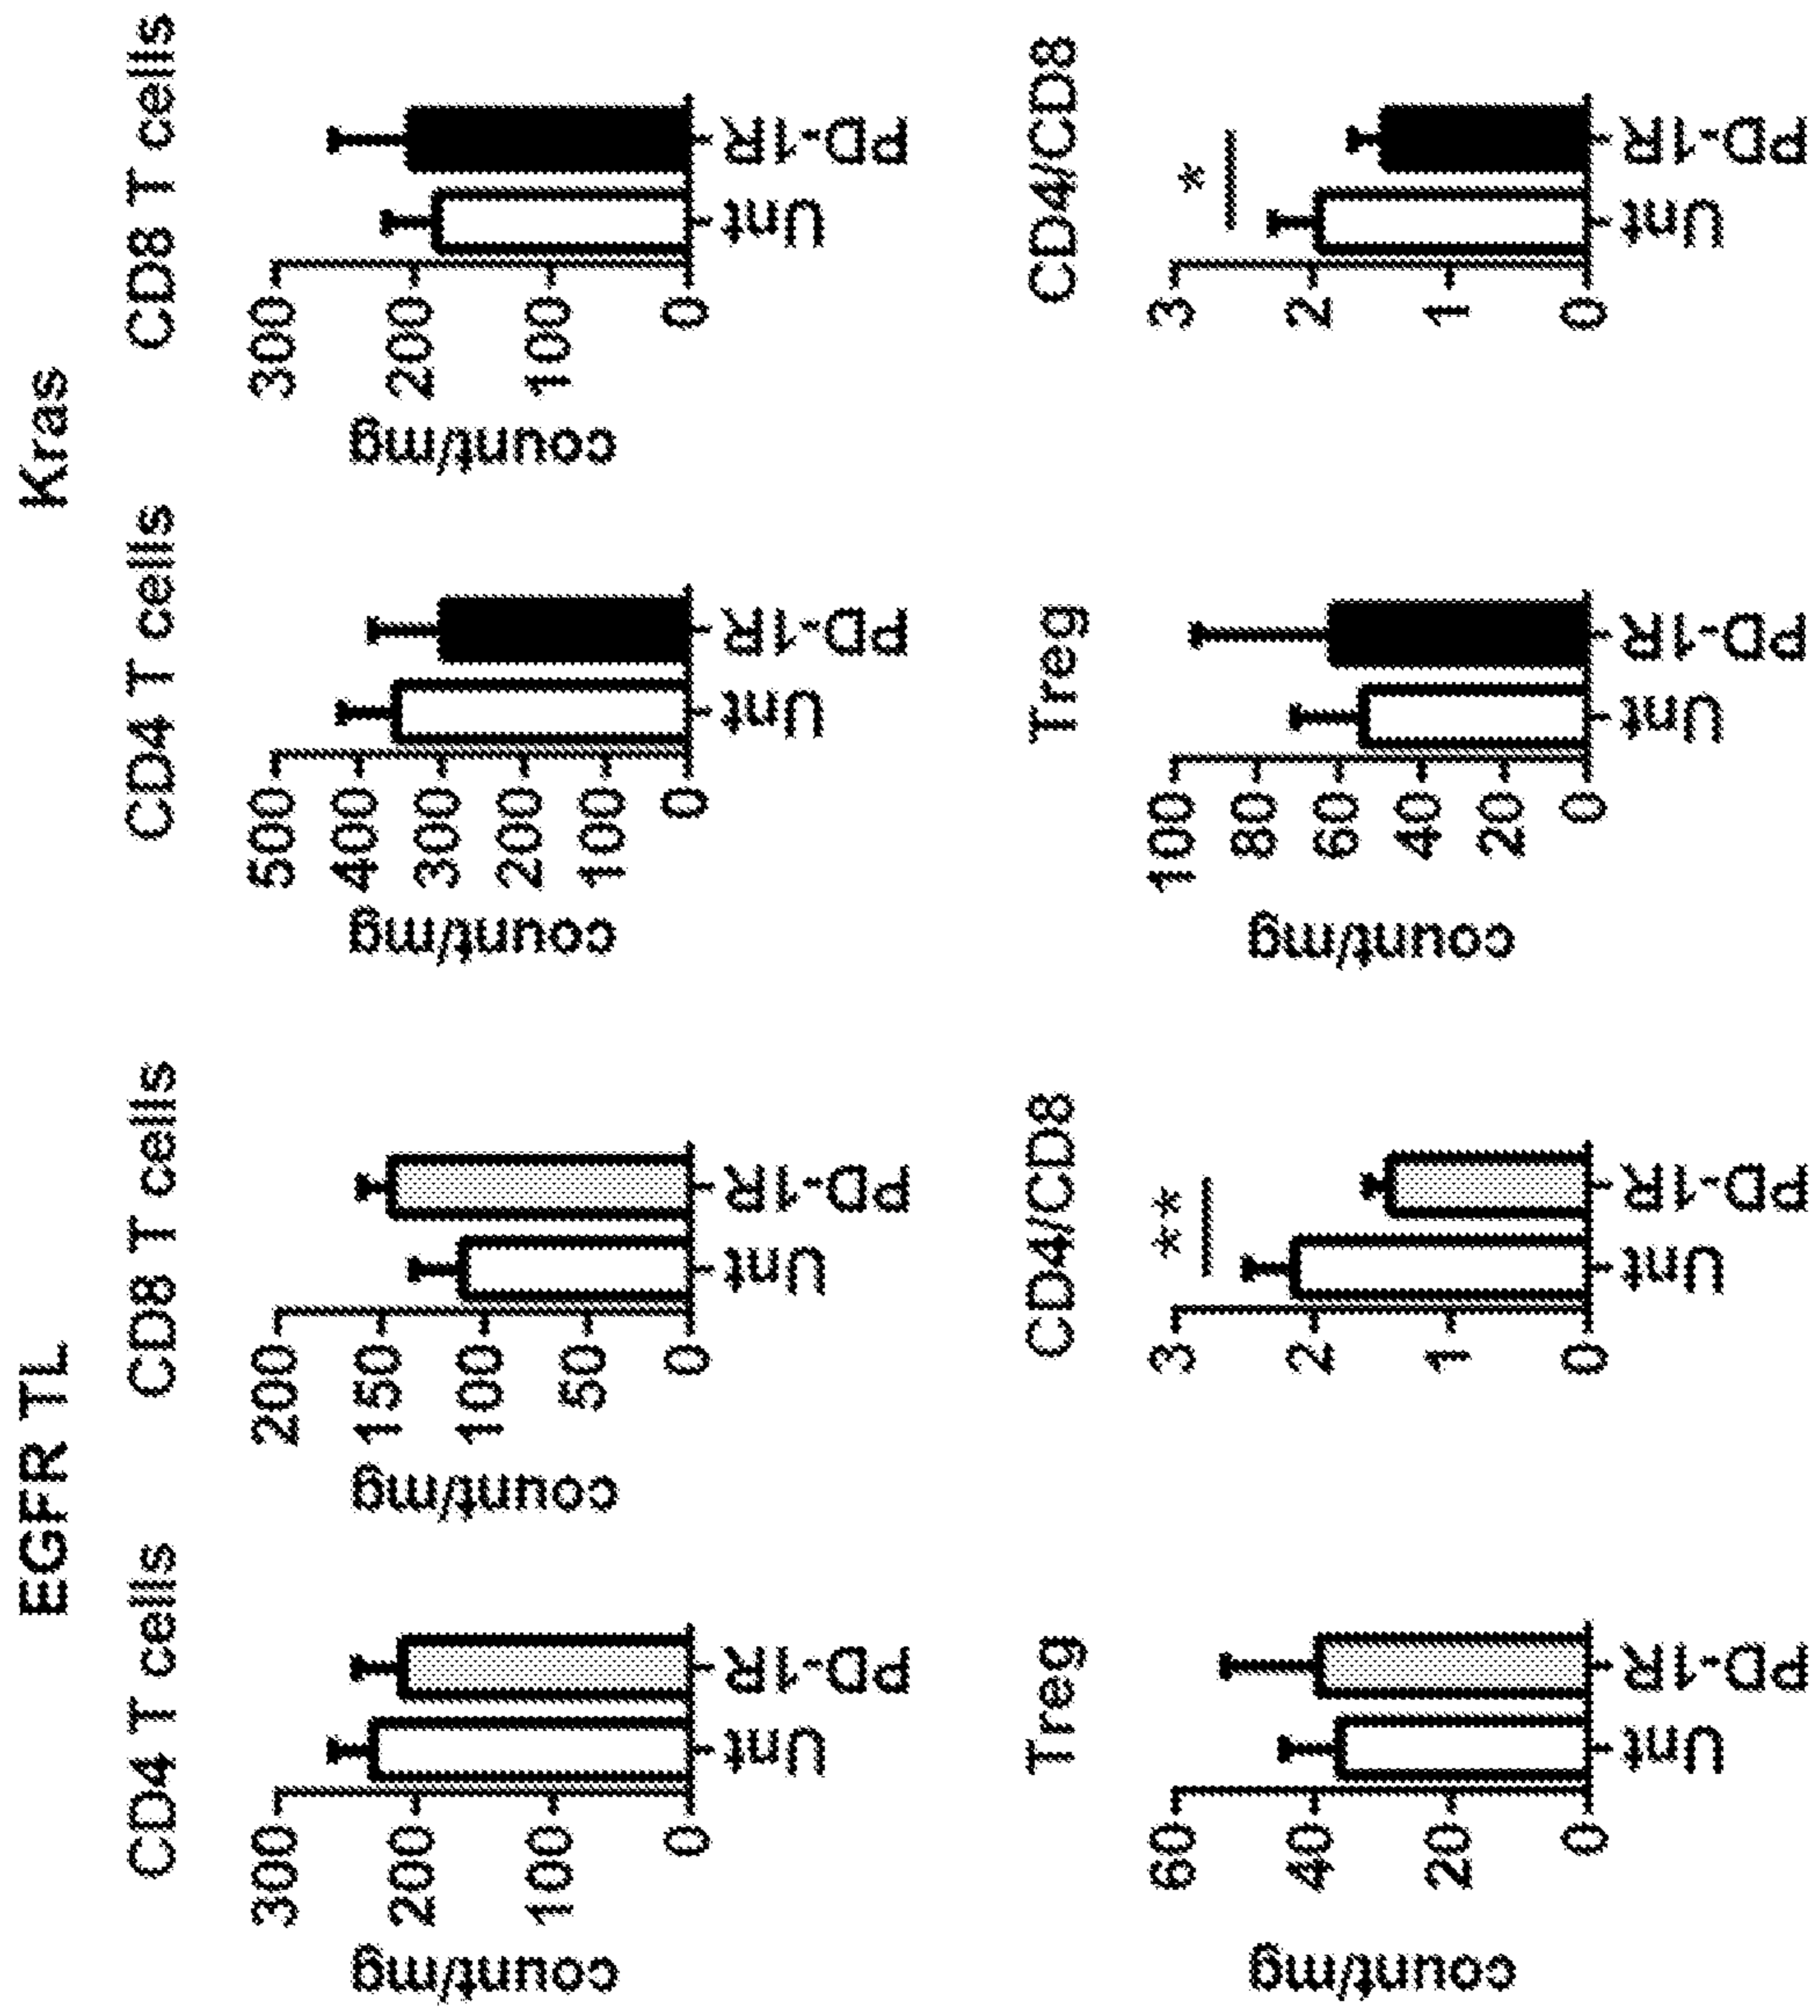 EGFR TL
CD4 T cells
count/mg
300
200
100
0
Unt
PD-1R
CD8 T cells
count/mg
200
150
100
50
0
Unt
PD-1R
Treg
count/mg
60
40
20
0
Unt
PD-1R
CD4/CD8
**
3
2
1
0
Unt
PD-1R
Kras
CD4 T cells
count/mg
500
400
300
200
100
0
Unt
PD-1R
CD8 T cells
count/mg
300
200
100
0
Unt
PD-1R
Treg
count/mg
100
80
60
40
20
0
Unt
PD-1R
CD4/CD8
*
3
2
1
0
Unt
PD-1R